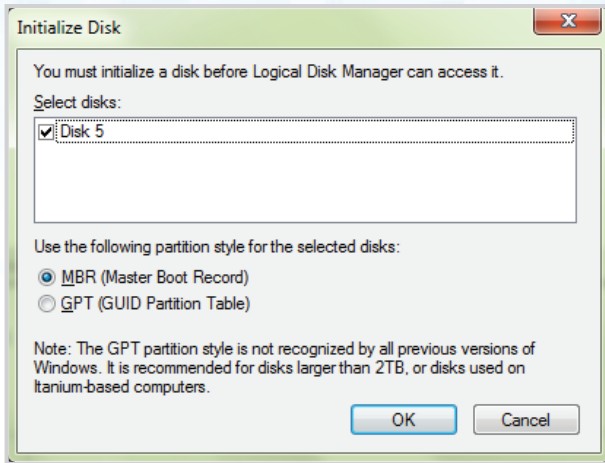 Initialize Disk
You must initialize a disk before Logical Disk Manager can access it.
Select disks:
Disk 5
Use the following partition style for the selected disks:
MBR (Master Boot Record)
GPT (GUID Partition Table)
Note: The GPT partition style is not recognized by all previous versions of
Windows. It is recommended for disks larger than 2TB, or disks used on
Itanium-based computers.
OK Cancel